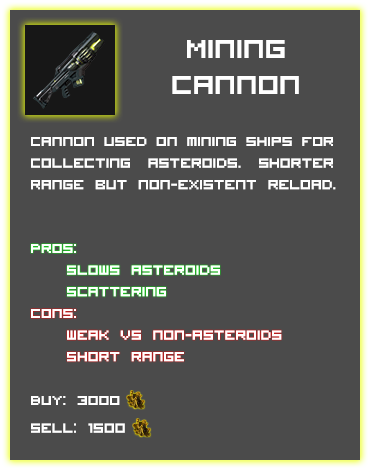 MINING
CANNON
CANNON USED ON MINING SHIPS FOR
COLLECTING ASTEROIDS. SHORTER
RANGE BUT NON-EXISTENT RELOAD.
PROS:
SLOWS ASTEROIDS
SCATTERING
CONS:
WEAK VS NON-ASTEROIDS
SHORT RANGE
BUY: 3000
SELL: 1500